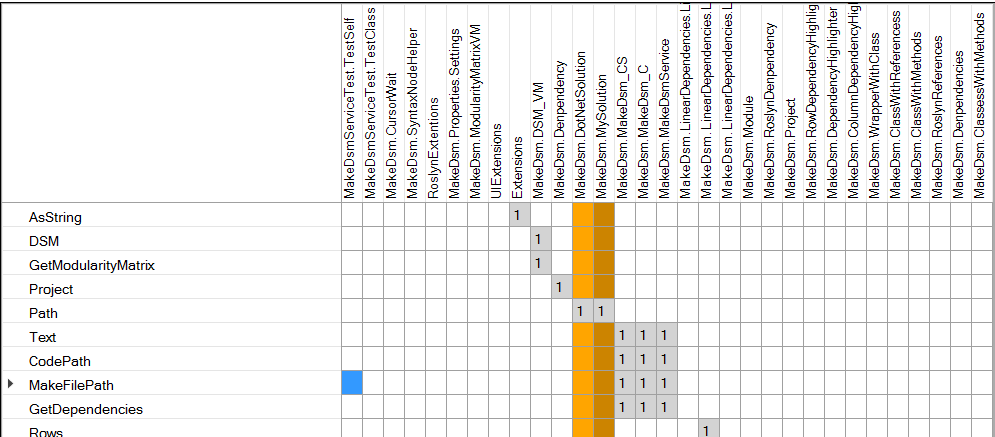 MakeDsmServiceTest.TestSelf
MakeDsmServiceTest.TestClass
MakeDsm.CursorWait
MakeDsm.SyntaxNodeHelper
RoslynExtentions
MakeDsm.Properties.Settings
MakeDsm.ModularityMatrixVM
UIExtensions
Extensions
MakeDsm.DSM_VM
MakeDsm.Denpendency
MakeDsm.DotNetSolution
MakeDsm.MySolution
MakeDsm.MakeDsm_CS
MakeDsm.MakeDsm_C
MakeDsm.MakeDsmService
MakeDsm.LinearDependencies.Li
MakeDsm.LinearDependencies.L
MakeDsm.LinearDependencies.L
MakeDsm.Module
MakeDsm.RoslynDenpendency
MakeDsm.Project
MakeDsm.RowDependencyHighlig
MakeDsm.DependencyHighlighter
MakeDsm.ColumnDependencyHigh
MakeDsm.WrapperWithClass
MakeDsm.ClassWithReferencess
MakeDsm.ClassWithMethods
MakeDsm.RoslynReferences
MakeDsm.Denpendencies
MakeDsm.ClassessWithMethods
AsString 1
DSM 1
GetModularityMatrix 1
Project 1
Path 1 1
Text 1 1 1
CodePath 1 1 1
MakeFilePath 1 1 1
GetDependencies 1 1 1
Rows 1